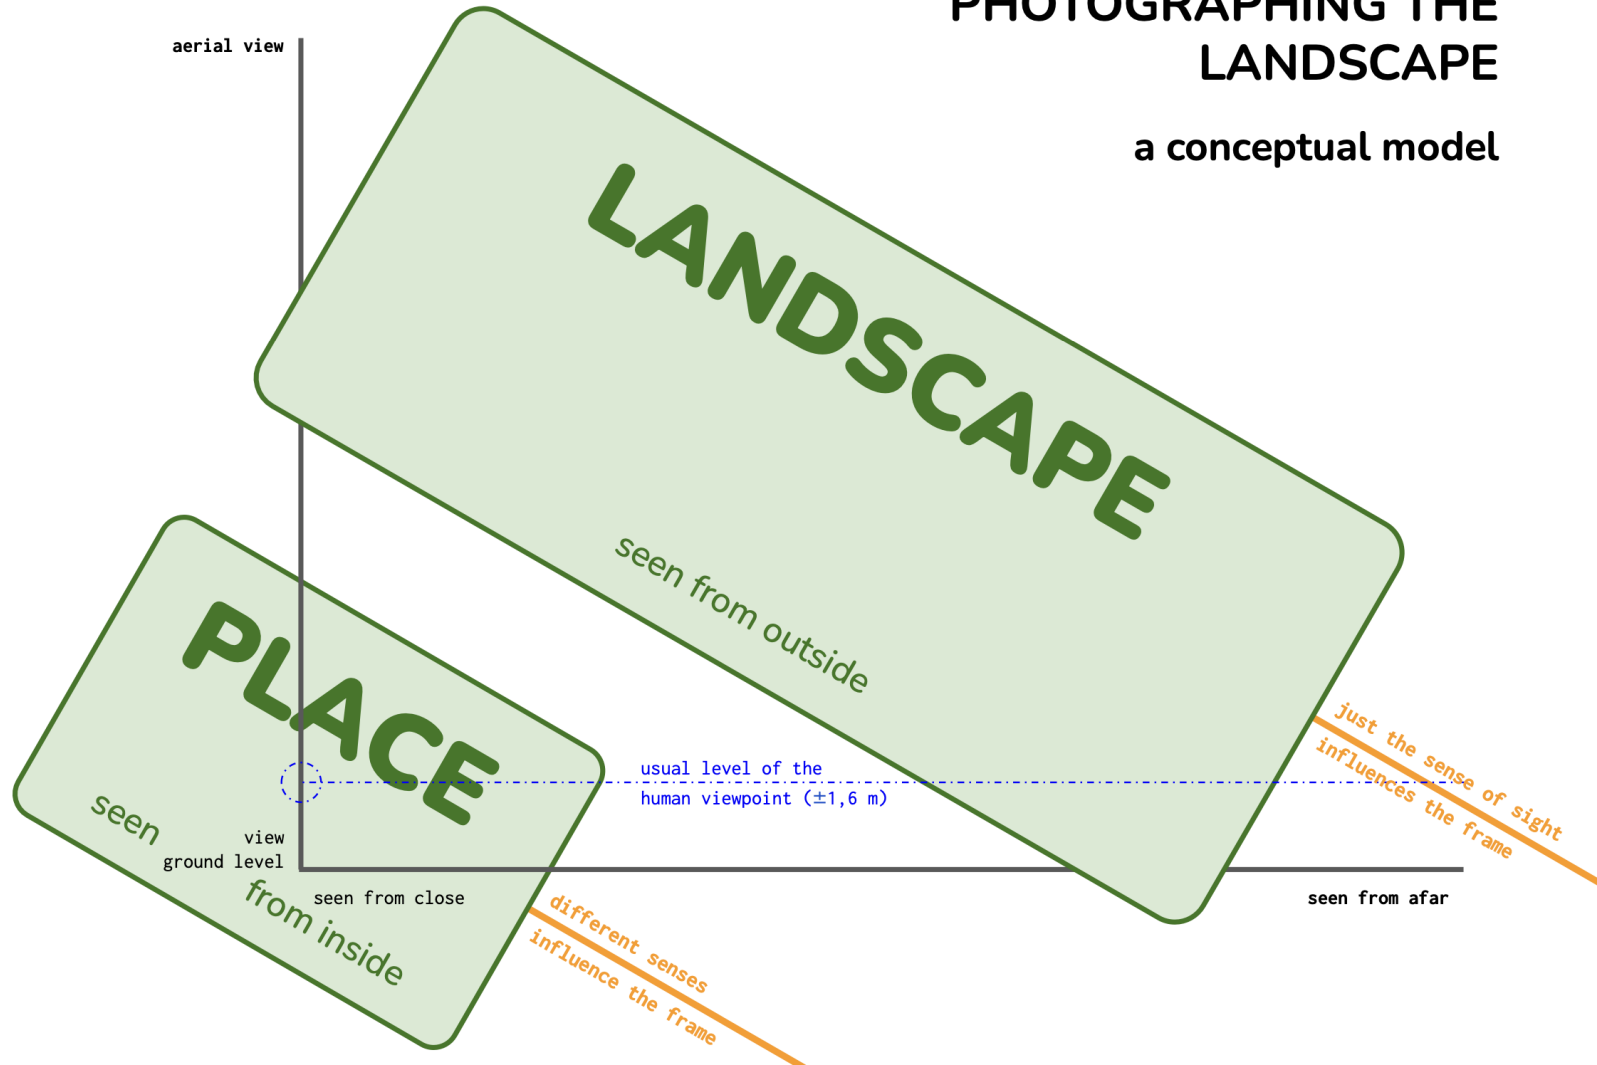 PHOTOGRAPHING THE
LANDSCAPE
a conceptual model
aerial view
LANDSCAPE
seen from outside
PLACE
seen
from inside
usual level of the
human viewpoint (±1,6 m)
view
ground level
seen from close
seen from afar
just the sense of sight
influences the frame
different senses
influence the frame